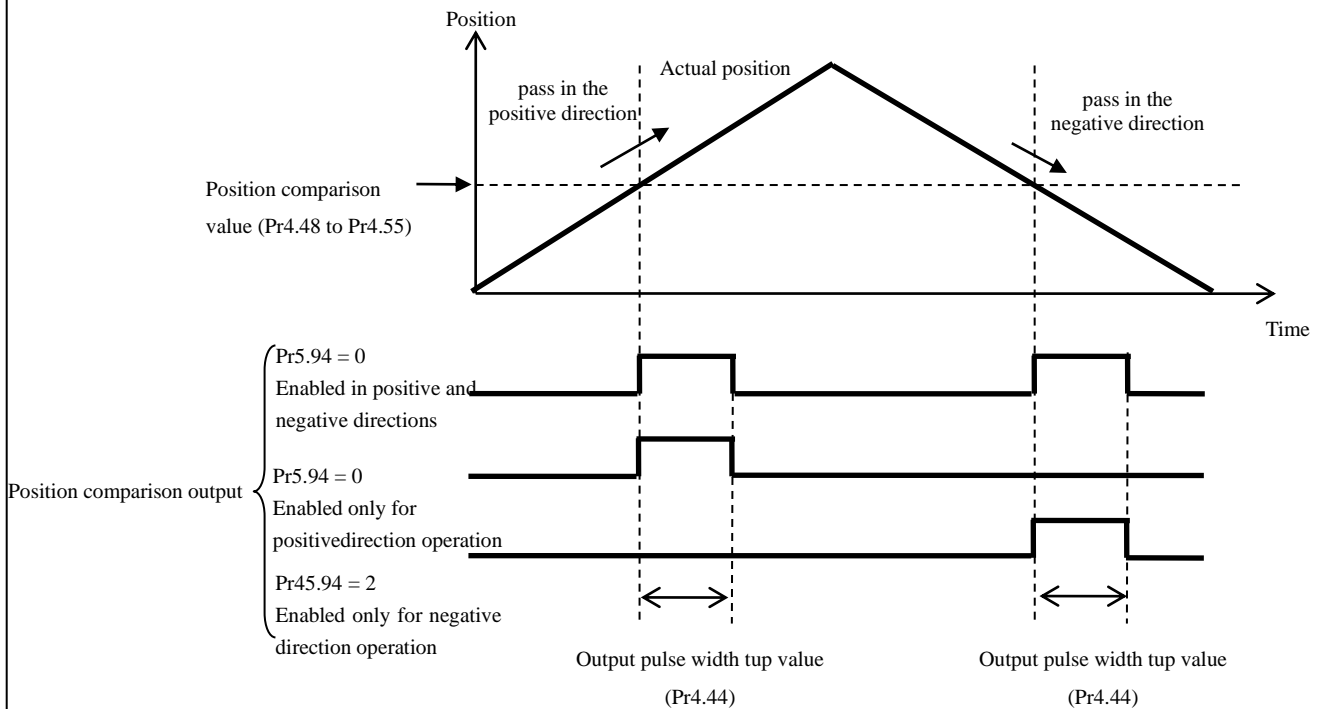 Position
Actual position
pass in the
positive direction
pass in the
negative direction
Position comparison
value (Pr4.48 to Pr4.55)
Time
Position comparison output
Pr5.94 = 0
Enabled in positive and
negative directions
Pr5.94 = 0
Enabled only for
positivedirection operation
Pr45.94 = 2
Enabled only for negative
direction operation
Output pulse width tup value
(Pr4.44)
Output pulse width tup value
(Pr4.44)